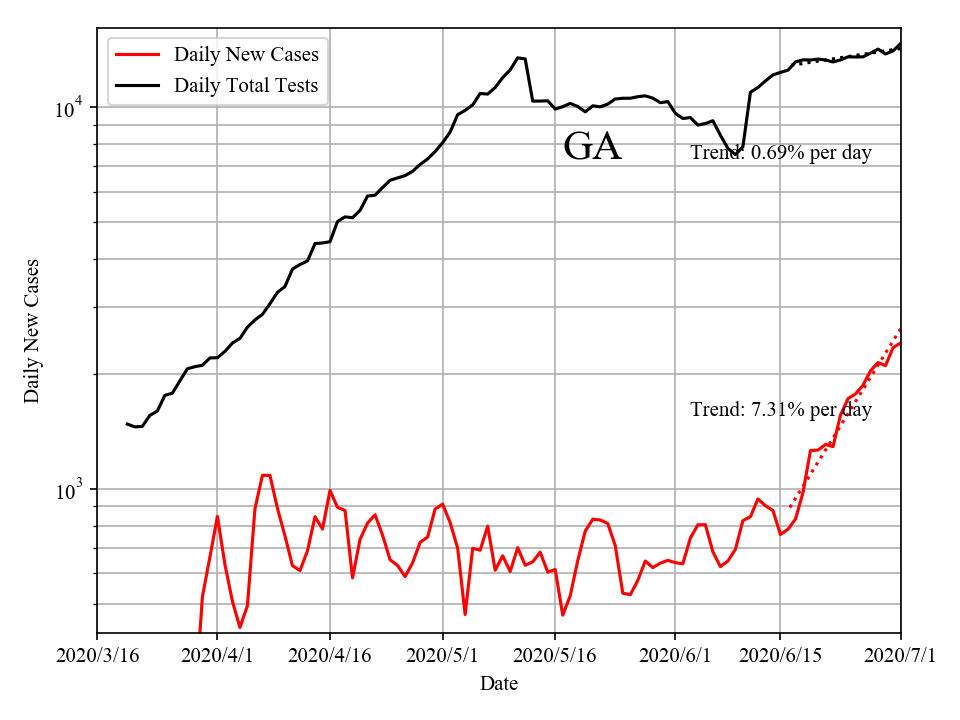 Daily New Cases
Daily Total Tests
10^4
GA
Trend: 0.69% per day
Daily New Cases
Trend: 7.31% per day
10^3
2020/3/16 2020/4/1 2020/4/16 2020/5/1 2020/5/16 2020/6/1 2020/6/15 2020/7/1
Date